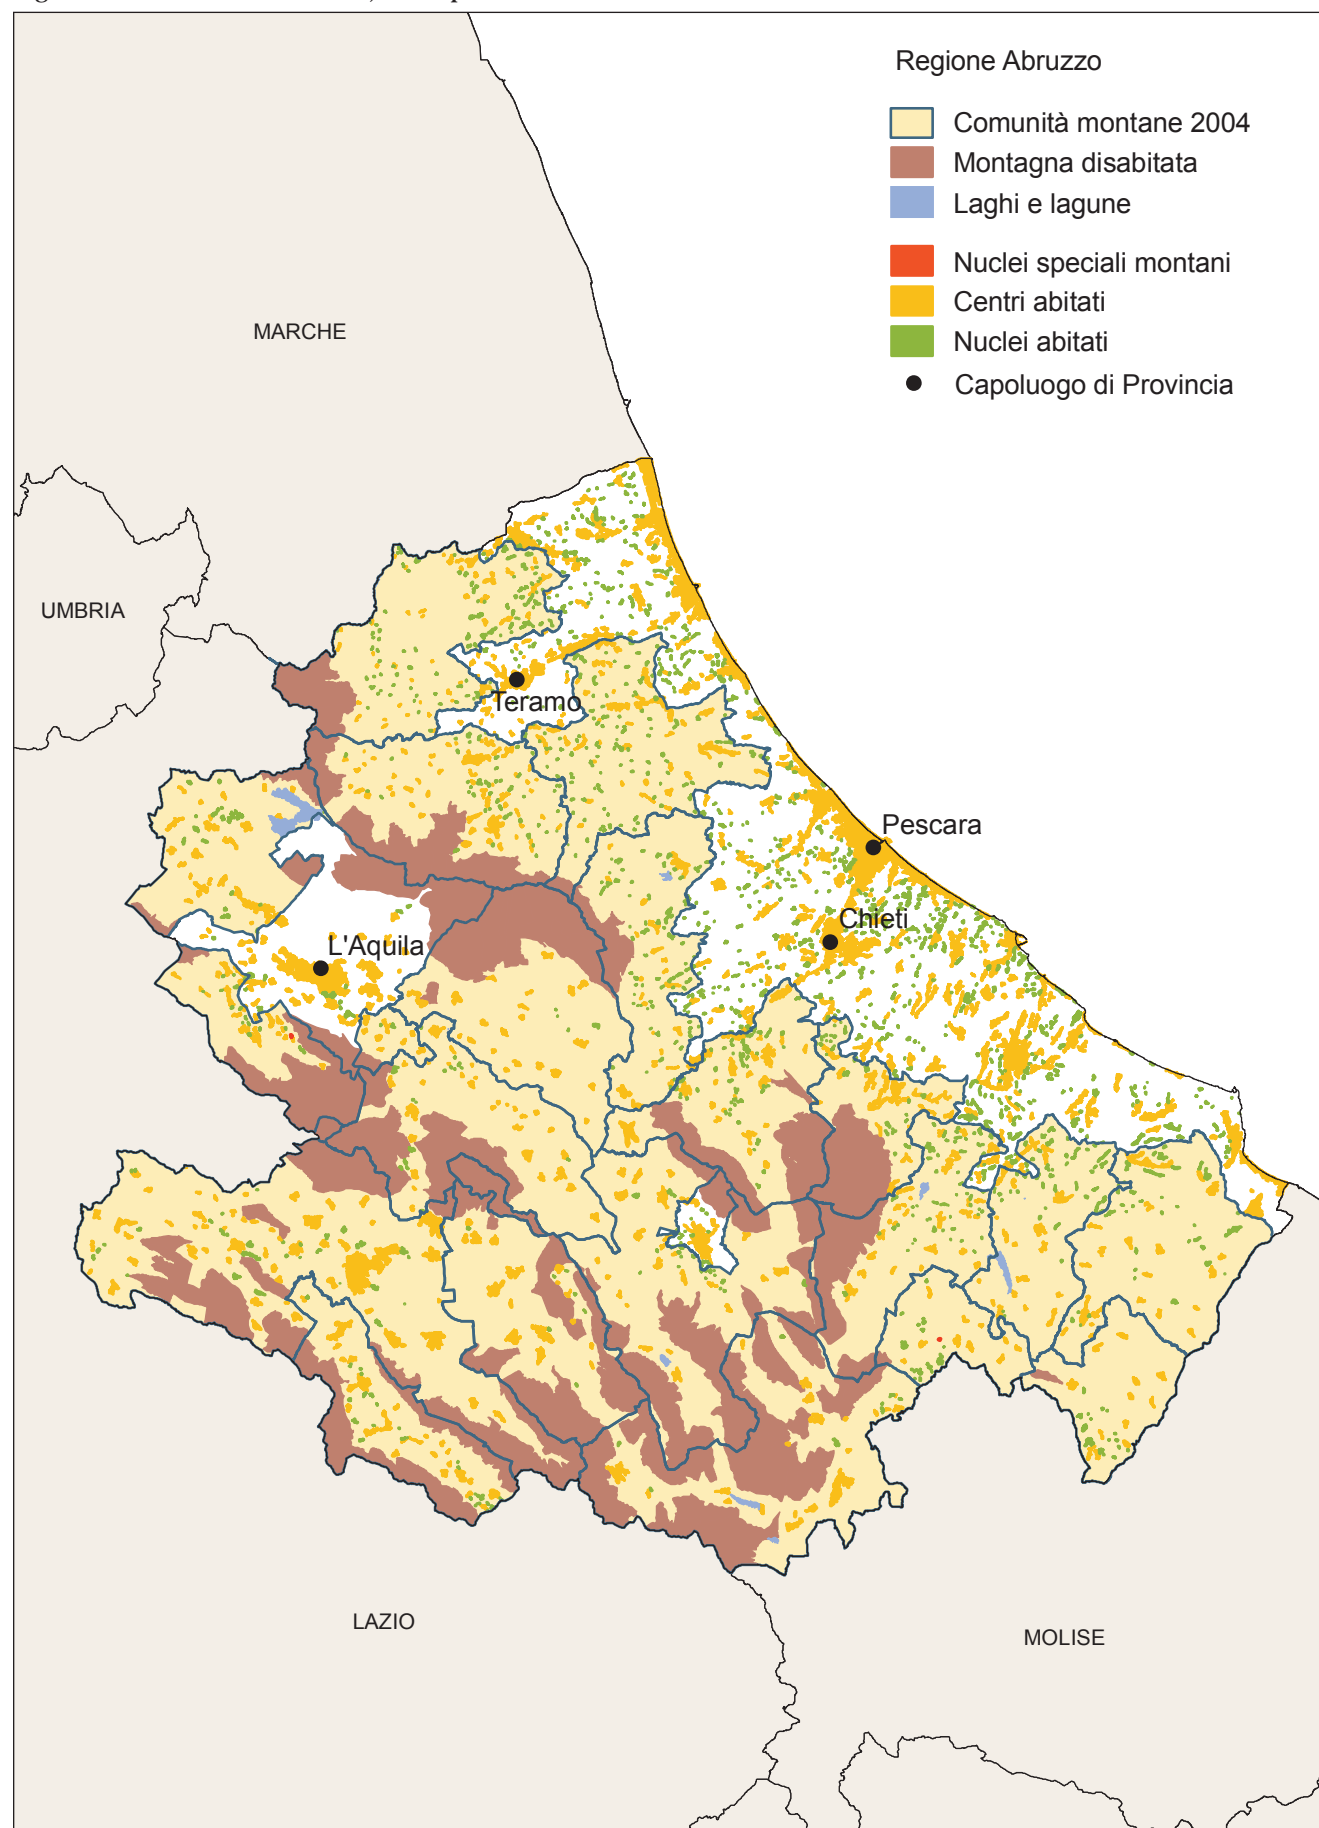 Regione Abruzzo
Comunità montane 2004
Montagna disabitata
Laghi e lagune
Nuclei speciali montani
Centri abitati
Nuclei abitati
Capoluogo di Provincia
MARCHE
UMBRIA
Teramo
Pescara
Chieti
L'Aquila
LAZIO
MOLISE